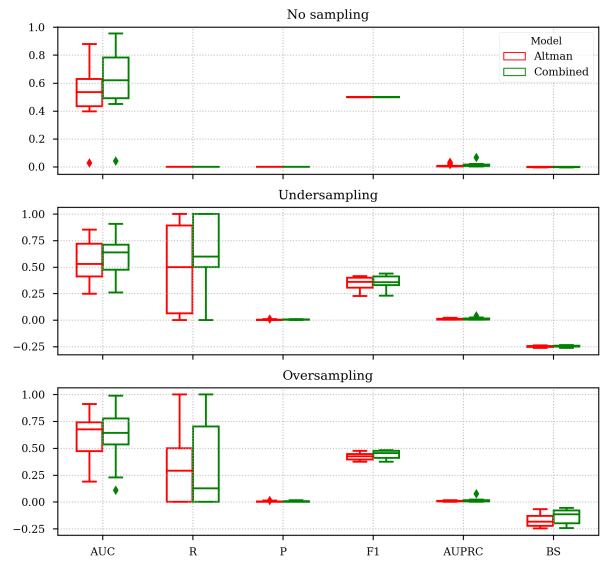 No sampling
1.0
0.8
0.6
0.4
0.2
0.0
Model
Altman
Combined
Undersampling
1.00
0.75
0.50
0.25
0.00
−0.25
Oversampling
1.00
0.75
0.50
0.25
0.00
−0.25
AUC R P F1 AUPRC BS